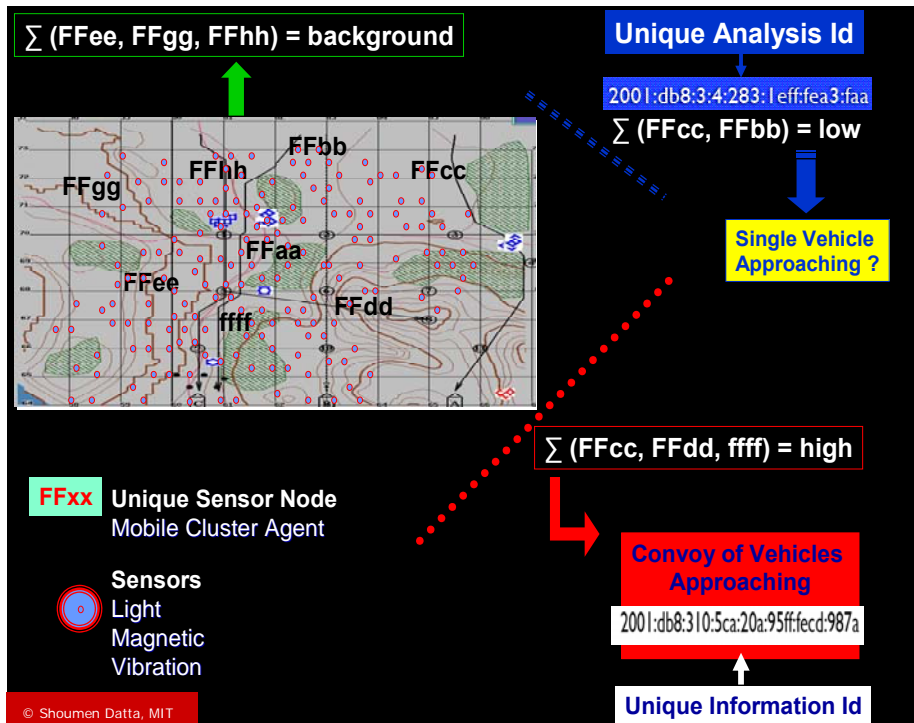 ∑ (FFee, FFgg, FFhh) = background
Unique Analysis Id
2001:db8:3:4:283:1eff:fea3:faa
∑ (FFcc, FFbb) = low
FFbb
FFhh
FFcc
FFgg
FFaa
FFee
FFdd
ffff
Single Vehicle
Approaching ?
∑ (FFcc, FFdd, ffff) = high
FFxx
Unique Sensor Node
Mobile Cluster Agent
Sensors
Light
Magnetic
Vibration
Convoy of Vehicles
Approaching
2001:db8:310:5ca:20a:95ff:fecd:987a
Unique Information Id
© Shoumen Datta, MIT